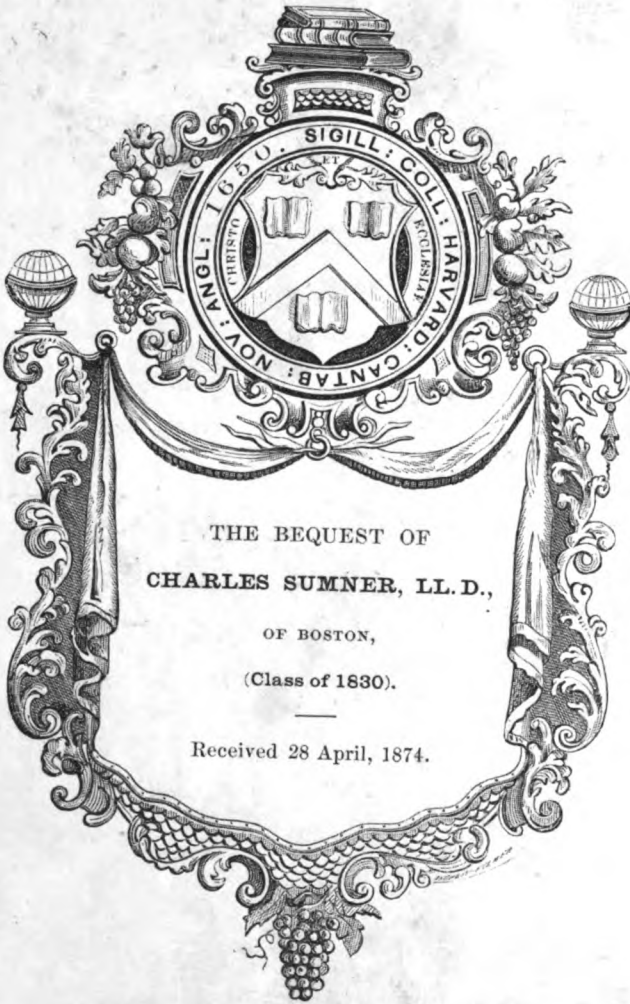 SIGILL : COLL : HARVARD : CANTAB : NOV : ANGL : 1650.
CHRISTO
ET
ECCLESIAE
THE BEQUEST OF
CHARLES SUMNER, LL.D.,
OF BOSTON,
(Class of 1830).
Received 28 April, 1874.